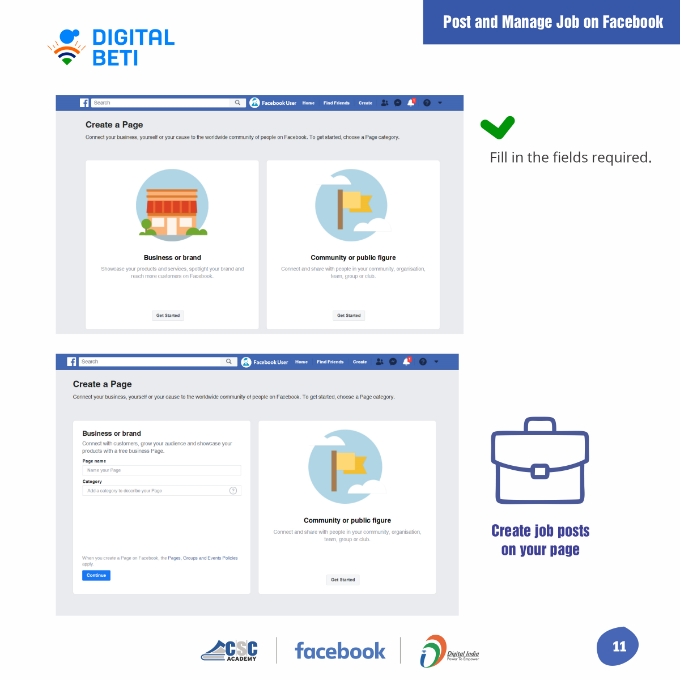 Post and Manage Job on Facebook
DIGITAL
BETI
Search
Facebook User Home Find Friends Create
Create a Page
Connect your business, yourself or your cause to the worldwide community of people on Facebook. To get started, choose a Page category.
Business or brand
Showcase your products and services, spotlight your brand and
reach more customers on Facebook.
Get Started
Community or public figure
Connect and share with people in your community, organisation,
team, group or club.
Get Started
Fill in the fields required.
Search
Facebook User Home Find Friends Create
Create a Page
Connect your business, yourself or your cause to the worldwide community of people on Facebook. To get started, choose a Page category.
Business or brand
Connect with customers, grow your audience and showcase your
products with a free business Page.
Page name
Name your Page
Category
Add a category to describe your Page
When you create a Page on Facebook, the Pages, Groups and Events Policies
apply.
Continue
Community or public figure
Connect and share with people in your community, organisation,
team, group or club.
Get Started
Create job posts
on your page
CSC
ACADEMY
facebook
Digital India
Power To Empower
11